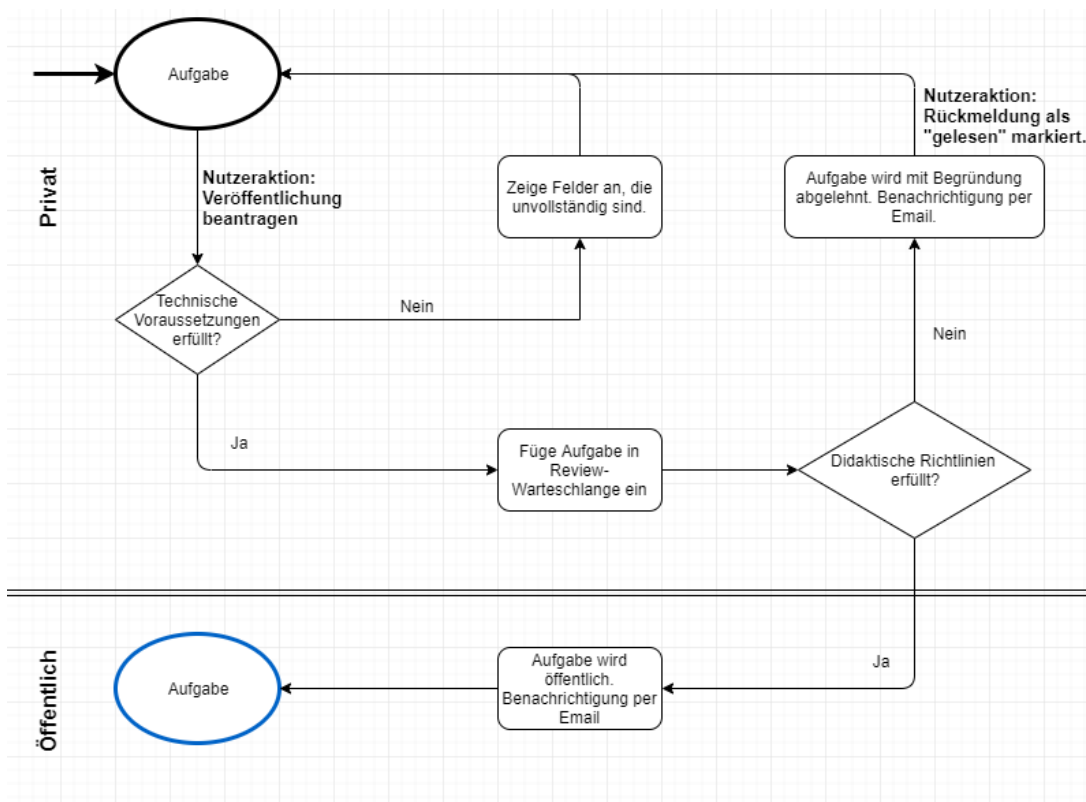 Aufgabe
Nutzeraktion:
Rückmeldung als
"gelesen" markiert.
Privat
Nutzeraktion:
Veröffentlichung
beantragen
Zeige Felder an, die
unvollständig sind.
Aufgabe wird mit Begründung
abgelehnt. Benachrichtigung per
Email.
Technische
Voraussetzungen
erfüllt?
Nein
Nein
Ja
Füge Aufgabe in
Review-
Warteschlange ein
Didaktische Richtlinien
erfüllt?
Öffentlich
Aufgabe
Aufgabe wird
öffentlich.
Benachrichtigung per
Email
Ja